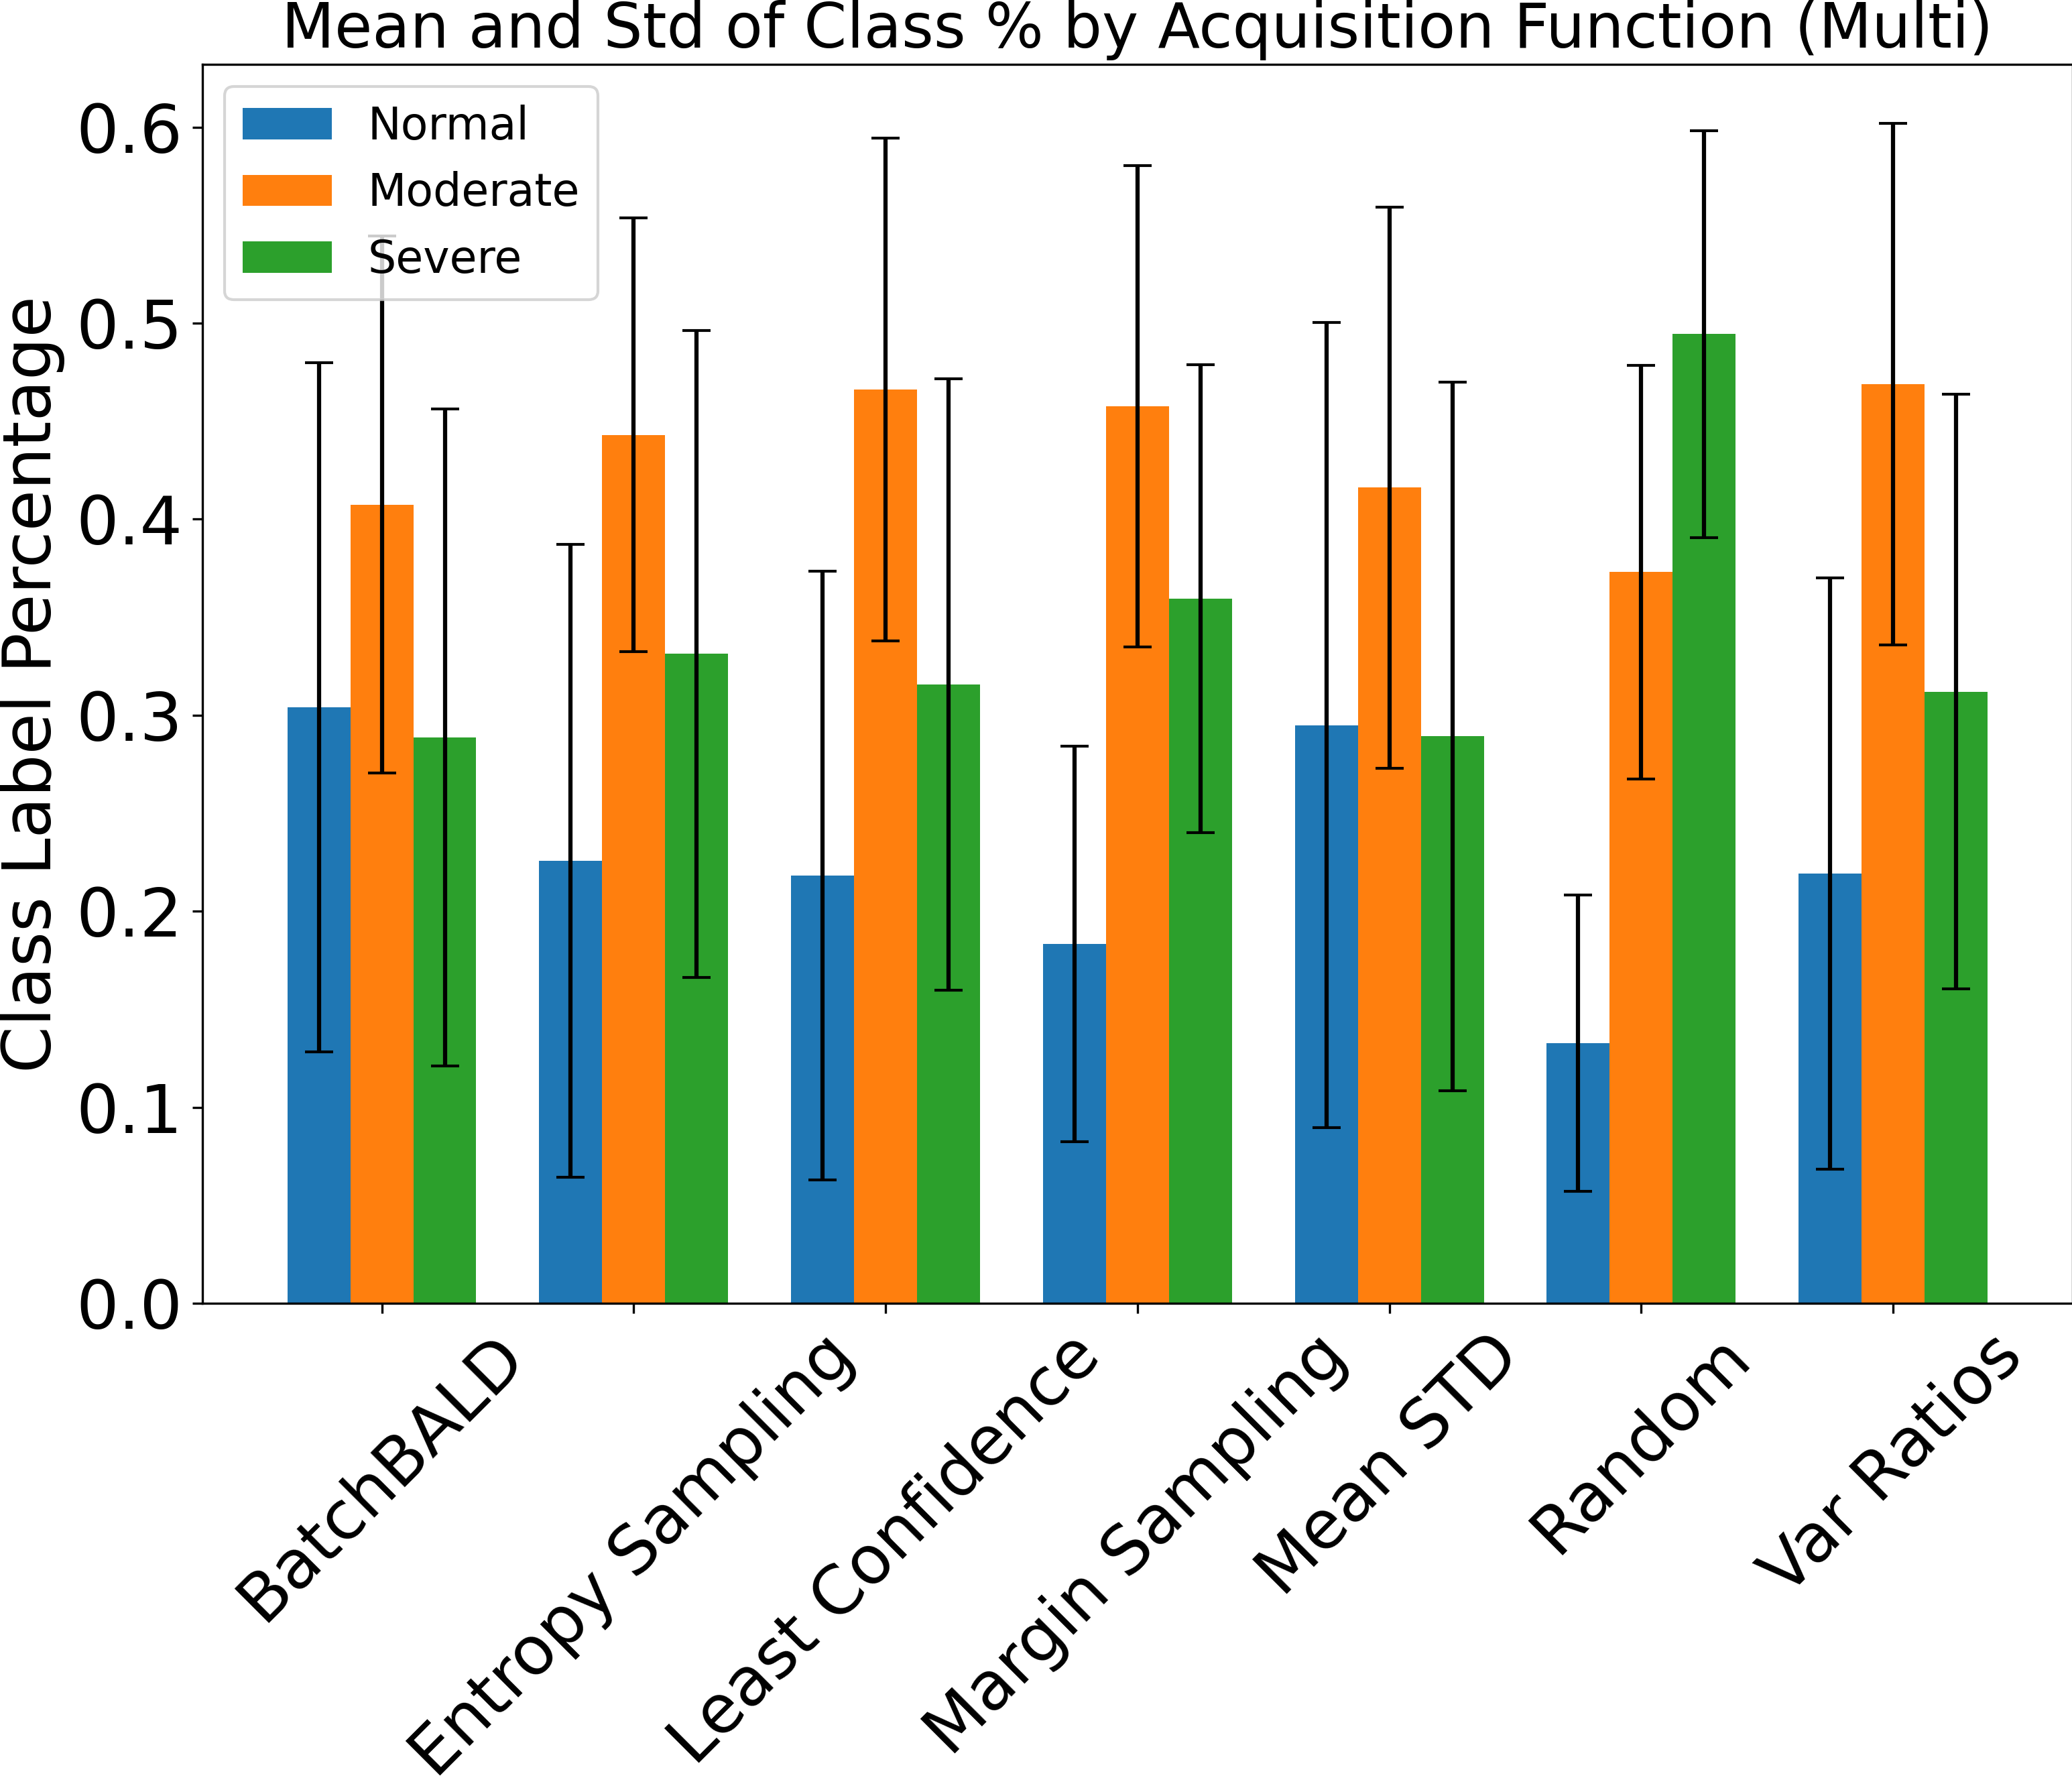 Mean and Std of Class % by Acquisition Function (Multi)
Normal
Moderate
Severe
Class Label Percentage
0.6
0.5
0.4
0.3
0.2
0.1
0.0
BatchBALD
Entropy Sampling
Least Confidence
Margin Sampling
Mean STD
Random
Var Ratios